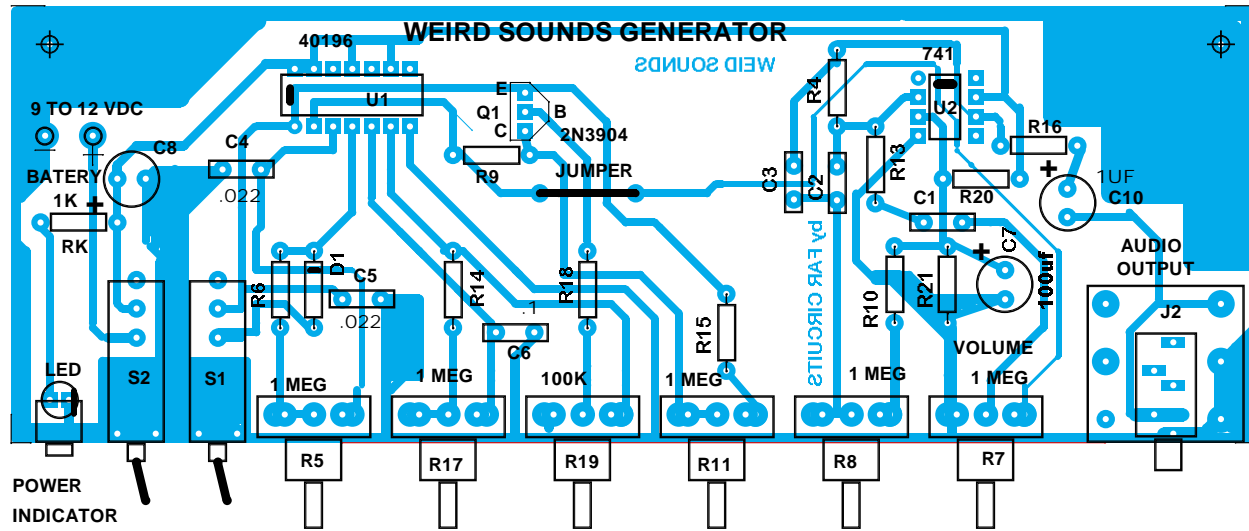 WEIRD SOUNDS GENERATOR
40196
WEID SOUNDS
741
9 TO 12 VDC
U1
E
Q1
B
C
2N3904
R4
U2
R16
C8
C4
BATERY
+
.022
R9
JUMPER
C3
C2
R13
R20
+
1UF
C10
1K
RK
C1
by FAR CIRCUITS
+
C7
100uf
AUDIO
OUTPUT
R6
D1
C5
.022
R14
R18
R10
R21
R15
.1
C6
J2
VOLUME
LED
S2
S1
1 MEG
1 MEG
100K
1 MEG
1 MEG
1 MEG
R5
R17
R19
R11
R8
R7
POWER
INDICATOR